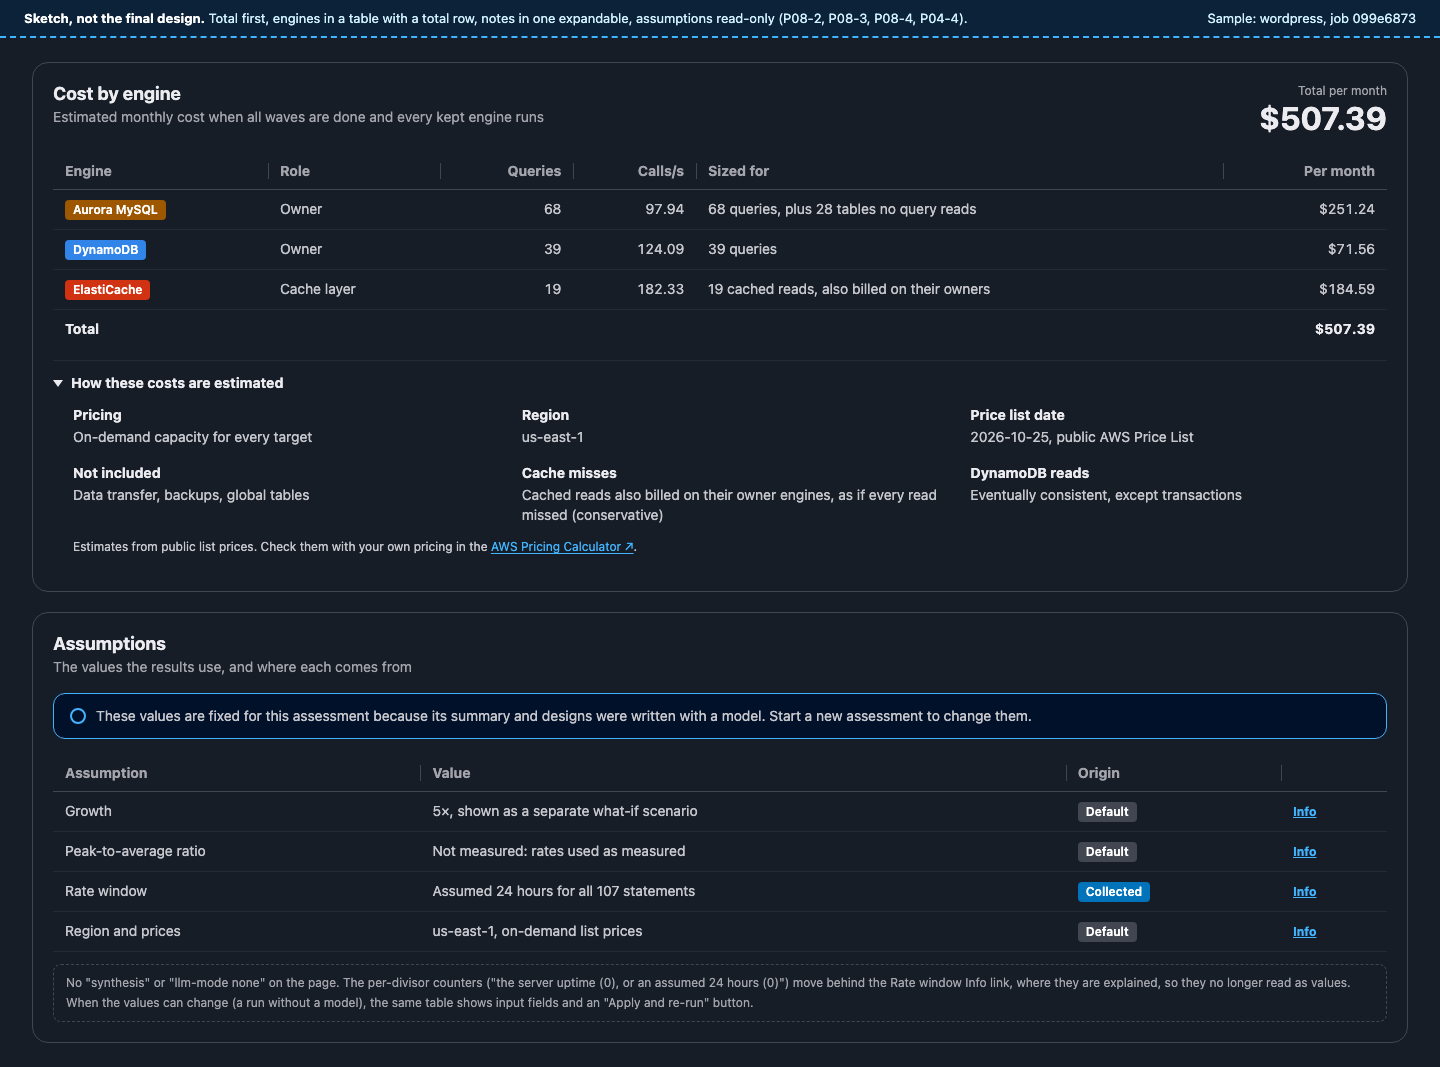 Sketch, not the final design. Total first, engines in a table with a total row, notes in one expandable, assumptions read-only (P08-2, P08-3, P08-4, P04-4).
Sample: wordpress, job 099e6873
Cost by engine
Estimated monthly cost when all waves are done and every kept engine runs
Total per month
$507.39
Engine Role Queries Calls/s Sized for Per month
Aurora MySQL Owner 68 97.94 68 queries, plus 28 tables no query reads $251.24
DynamoDB Owner 39 124.09 39 queries $71.56
ElastiCache Cache layer 19 182.33 19 cached reads, also billed on their owners $184.59
Total $507.39
How these costs are estimated
Pricing
On-demand capacity for every target
Region
us-east-1
Price list date
2026-10-25, public AWS Price List
Not included
Data transfer, backups, global tables
Cache misses
Cached reads also billed on their owner engines, as if every read
missed (conservative)
DynamoDB reads
Eventually consistent, except transactions
Estimates from public list prices. Check them with your own pricing in the AWS Pricing Calculator ↗.
Assumptions
The values the results use, and where each comes from
These values are fixed for this assessment because its summary and designs were written with a model. Start a new assessment to change them.
Assumption Value Origin
Growth 5×, shown as a separate what-if scenario Default Info
Peak-to-average ratio Not measured: rates used as measured Default Info
Rate window Assumed 24 hours for all 107 statements Collected Info
Region and prices us-east-1, on-demand list prices Default Info
No "synthesis" or "llm-mode none" on the page. The per-divisor counters ("the server uptime (0), or an assumed 24 hours (0)") move behind the Rate window Info link, where they are explained, so they no longer read as values.
When the values can change (a run without a model), the same table shows input fields and an "Apply and re-run" button.